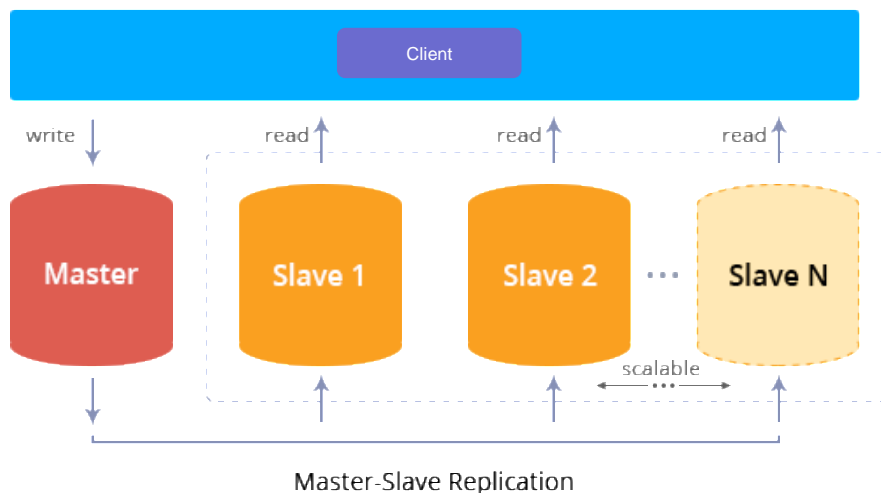 Client
write
read
read
read
Master
Slave 1
Slave 2
Slave N
scalable
Master-Slave Replication